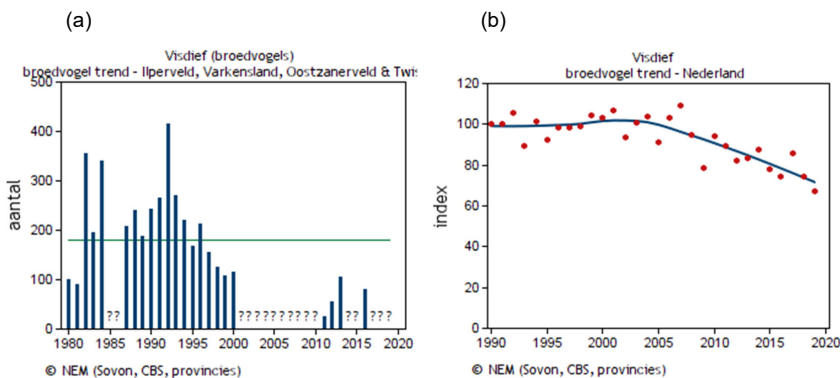 (a)
Visdief (broedvogels)
broedvogel trend - Ilperveld, Varkensland, Oostzanerveld & Twis
500
400
300
200
100
0
aantal
?? ?????????? ?? ???
1980 1985 1990 1995 2000 2005 2010 2015 2020
© NEM (Sovon, CBS, provincies)
(b)
Visdief
broedvogel trend - Nederland
120
100
80
60
40
20
0
index
1990 1995 2000 2005 2010 2015 2020
© NEM (Sovon, CBS, provincies)